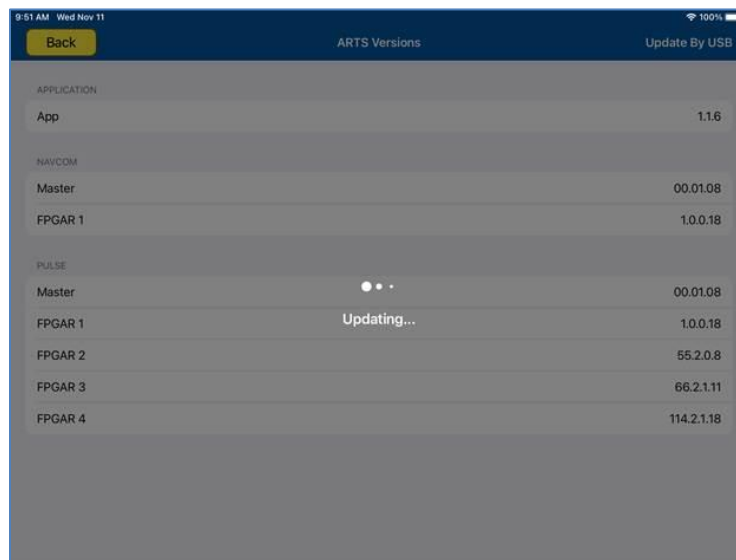 9:51 AM Wed Nov 11 100%
Back ARTS Versions Update By USB
APPLICATION
App 1.1.6
NAVCOM
Master 00.01.08
FPGAR 1 1.0.0.18
PULSE
Master 00.01.08
FPGAR 1 1.0.0.18
Updating...
FPGAR 2 55.2.0.8
FPGAR 3 66.2.1.11
FPGAR 4 114.2.1.18